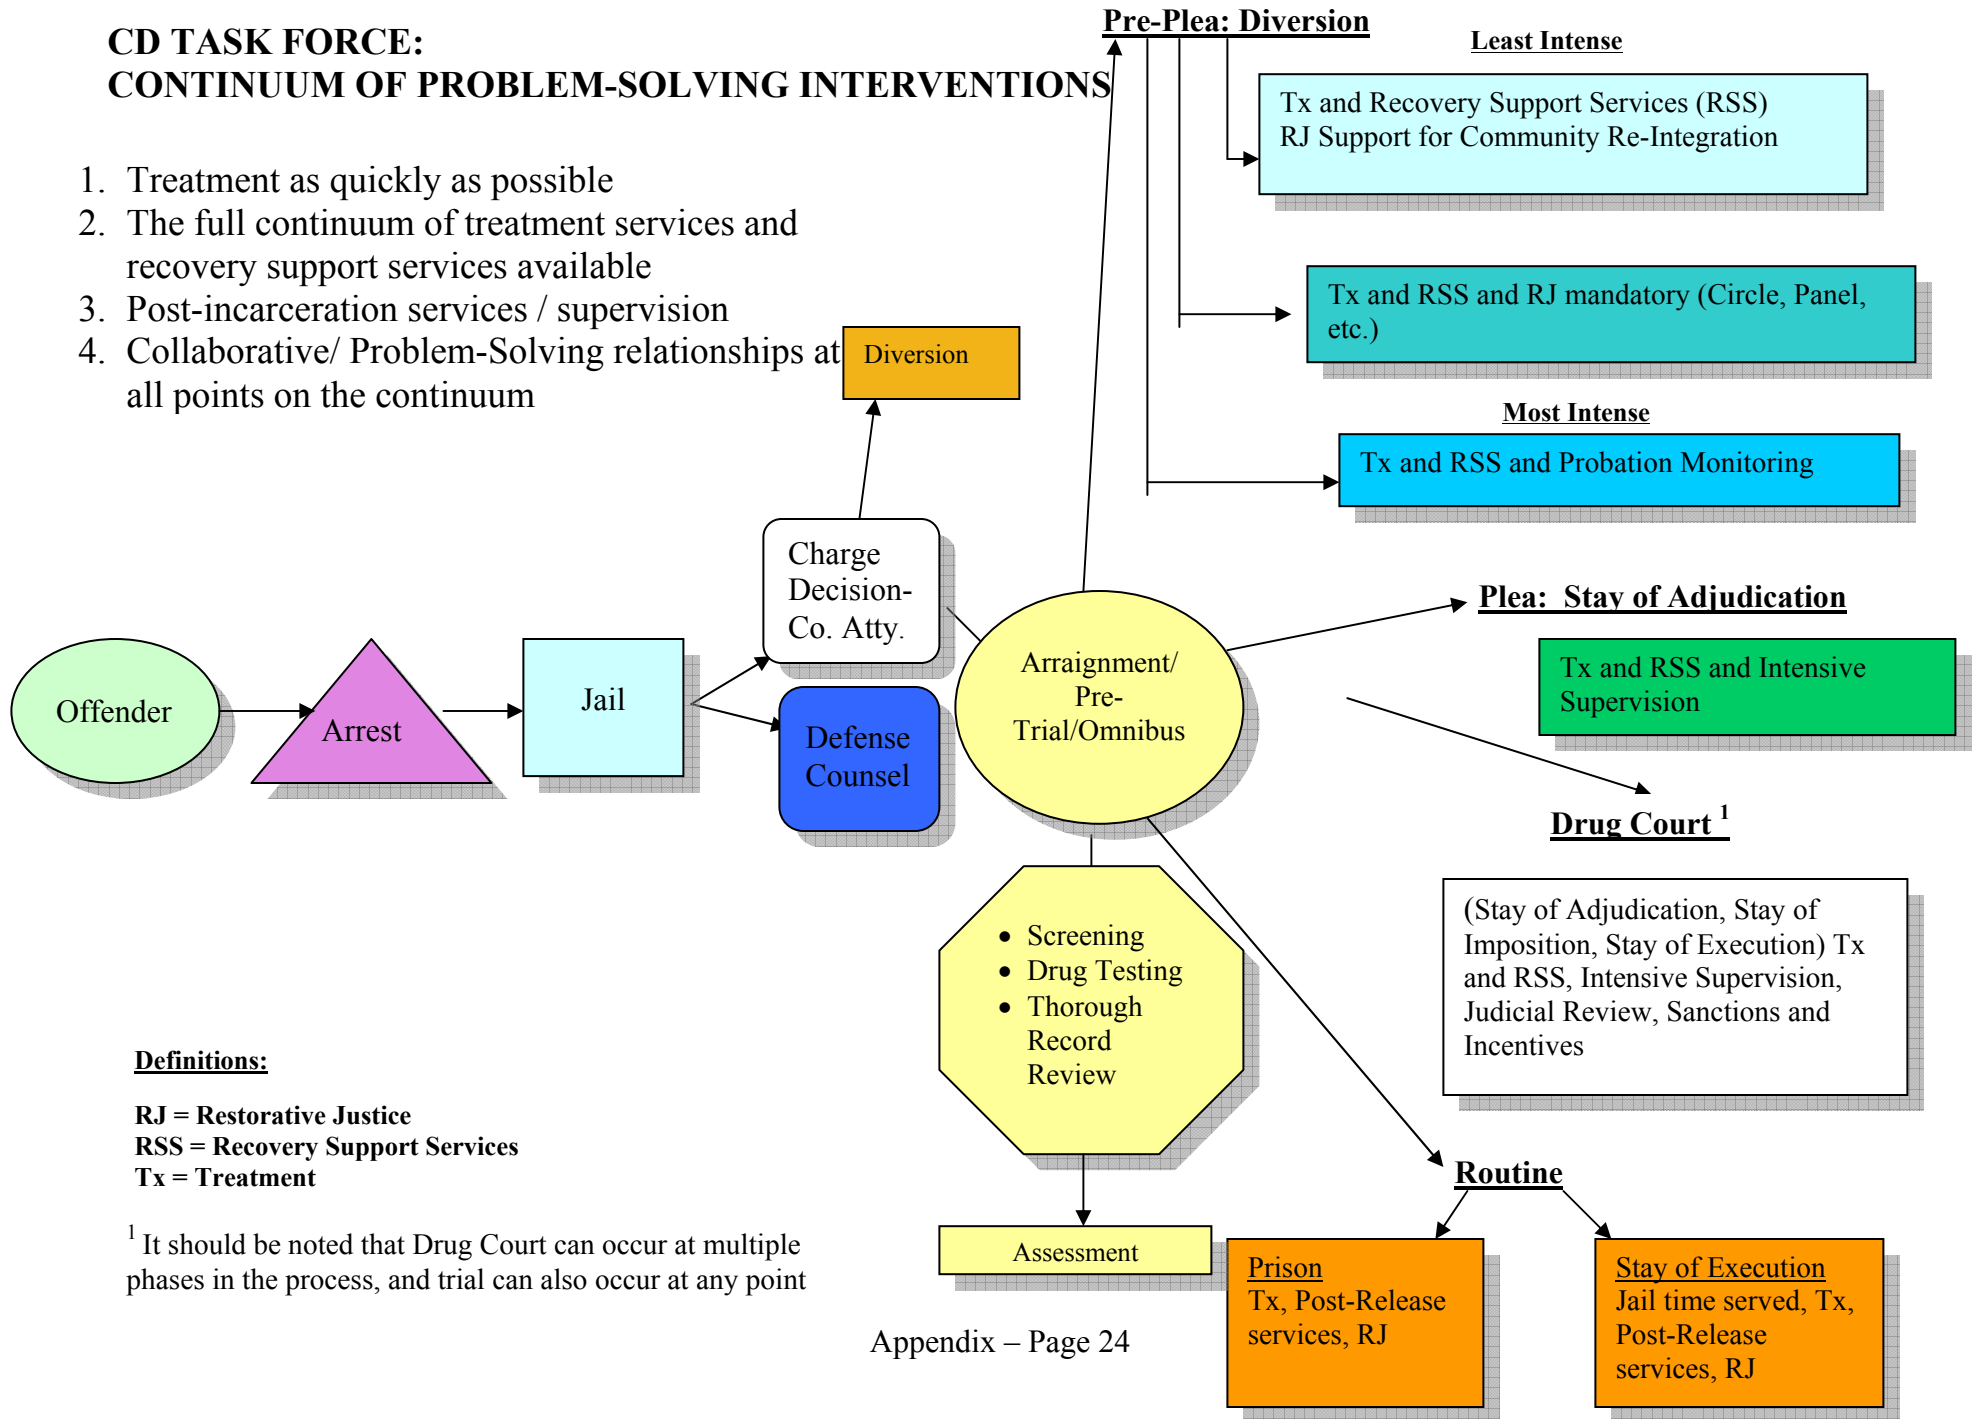 CD TASK FORCE:
CONTINUUM OF PROBLEM-SOLVING INTERVENTIONS
1. Treatment as quickly as possible
2. The full continuum of treatment services and
recovery support services available
3. Post-incarceration services / supervision
4. Collaborative/ Problem-Solving relationships at
all points on the continuum
Pre-Plea: Diversion
Least Intense
Tx and Recovery Support Services (RSS)
RJ Support for Community Re-Integration
Tx and RSS and RJ mandatory (Circle, Panel,
etc.)
Most Intense
Tx and RSS and Probation Monitoring
Diversion
Charge
Decision-
Co. Atty.
Offender
Arrest
Jail
Defense
Counsel
Arraignment/
Pre-
Trial/Omnibus
Plea: Stay of Adjudication
Tx and RSS and Intensive
Supervision
Drug Court 1
(Stay of Adjudication, Stay of
Imposition, Stay of Execution) Tx
and RSS, Intensive Supervision,
Judicial Review, Sanctions and
Incentives
• Screening
• Drug Testing
• Thorough
Record
Review
Assessment
Routine
Prison
Tx, Post-Release
services, RJ
Stay of Execution
Jail time served, Tx,
Post-Release
services, RJ
Definitions:
RJ = Restorative Justice
RSS = Recovery Support Services
Tx = Treatment
1 It should be noted that Drug Court can occur at multiple
phases in the process, and trial can also occur at any point
Appendix – Page 24